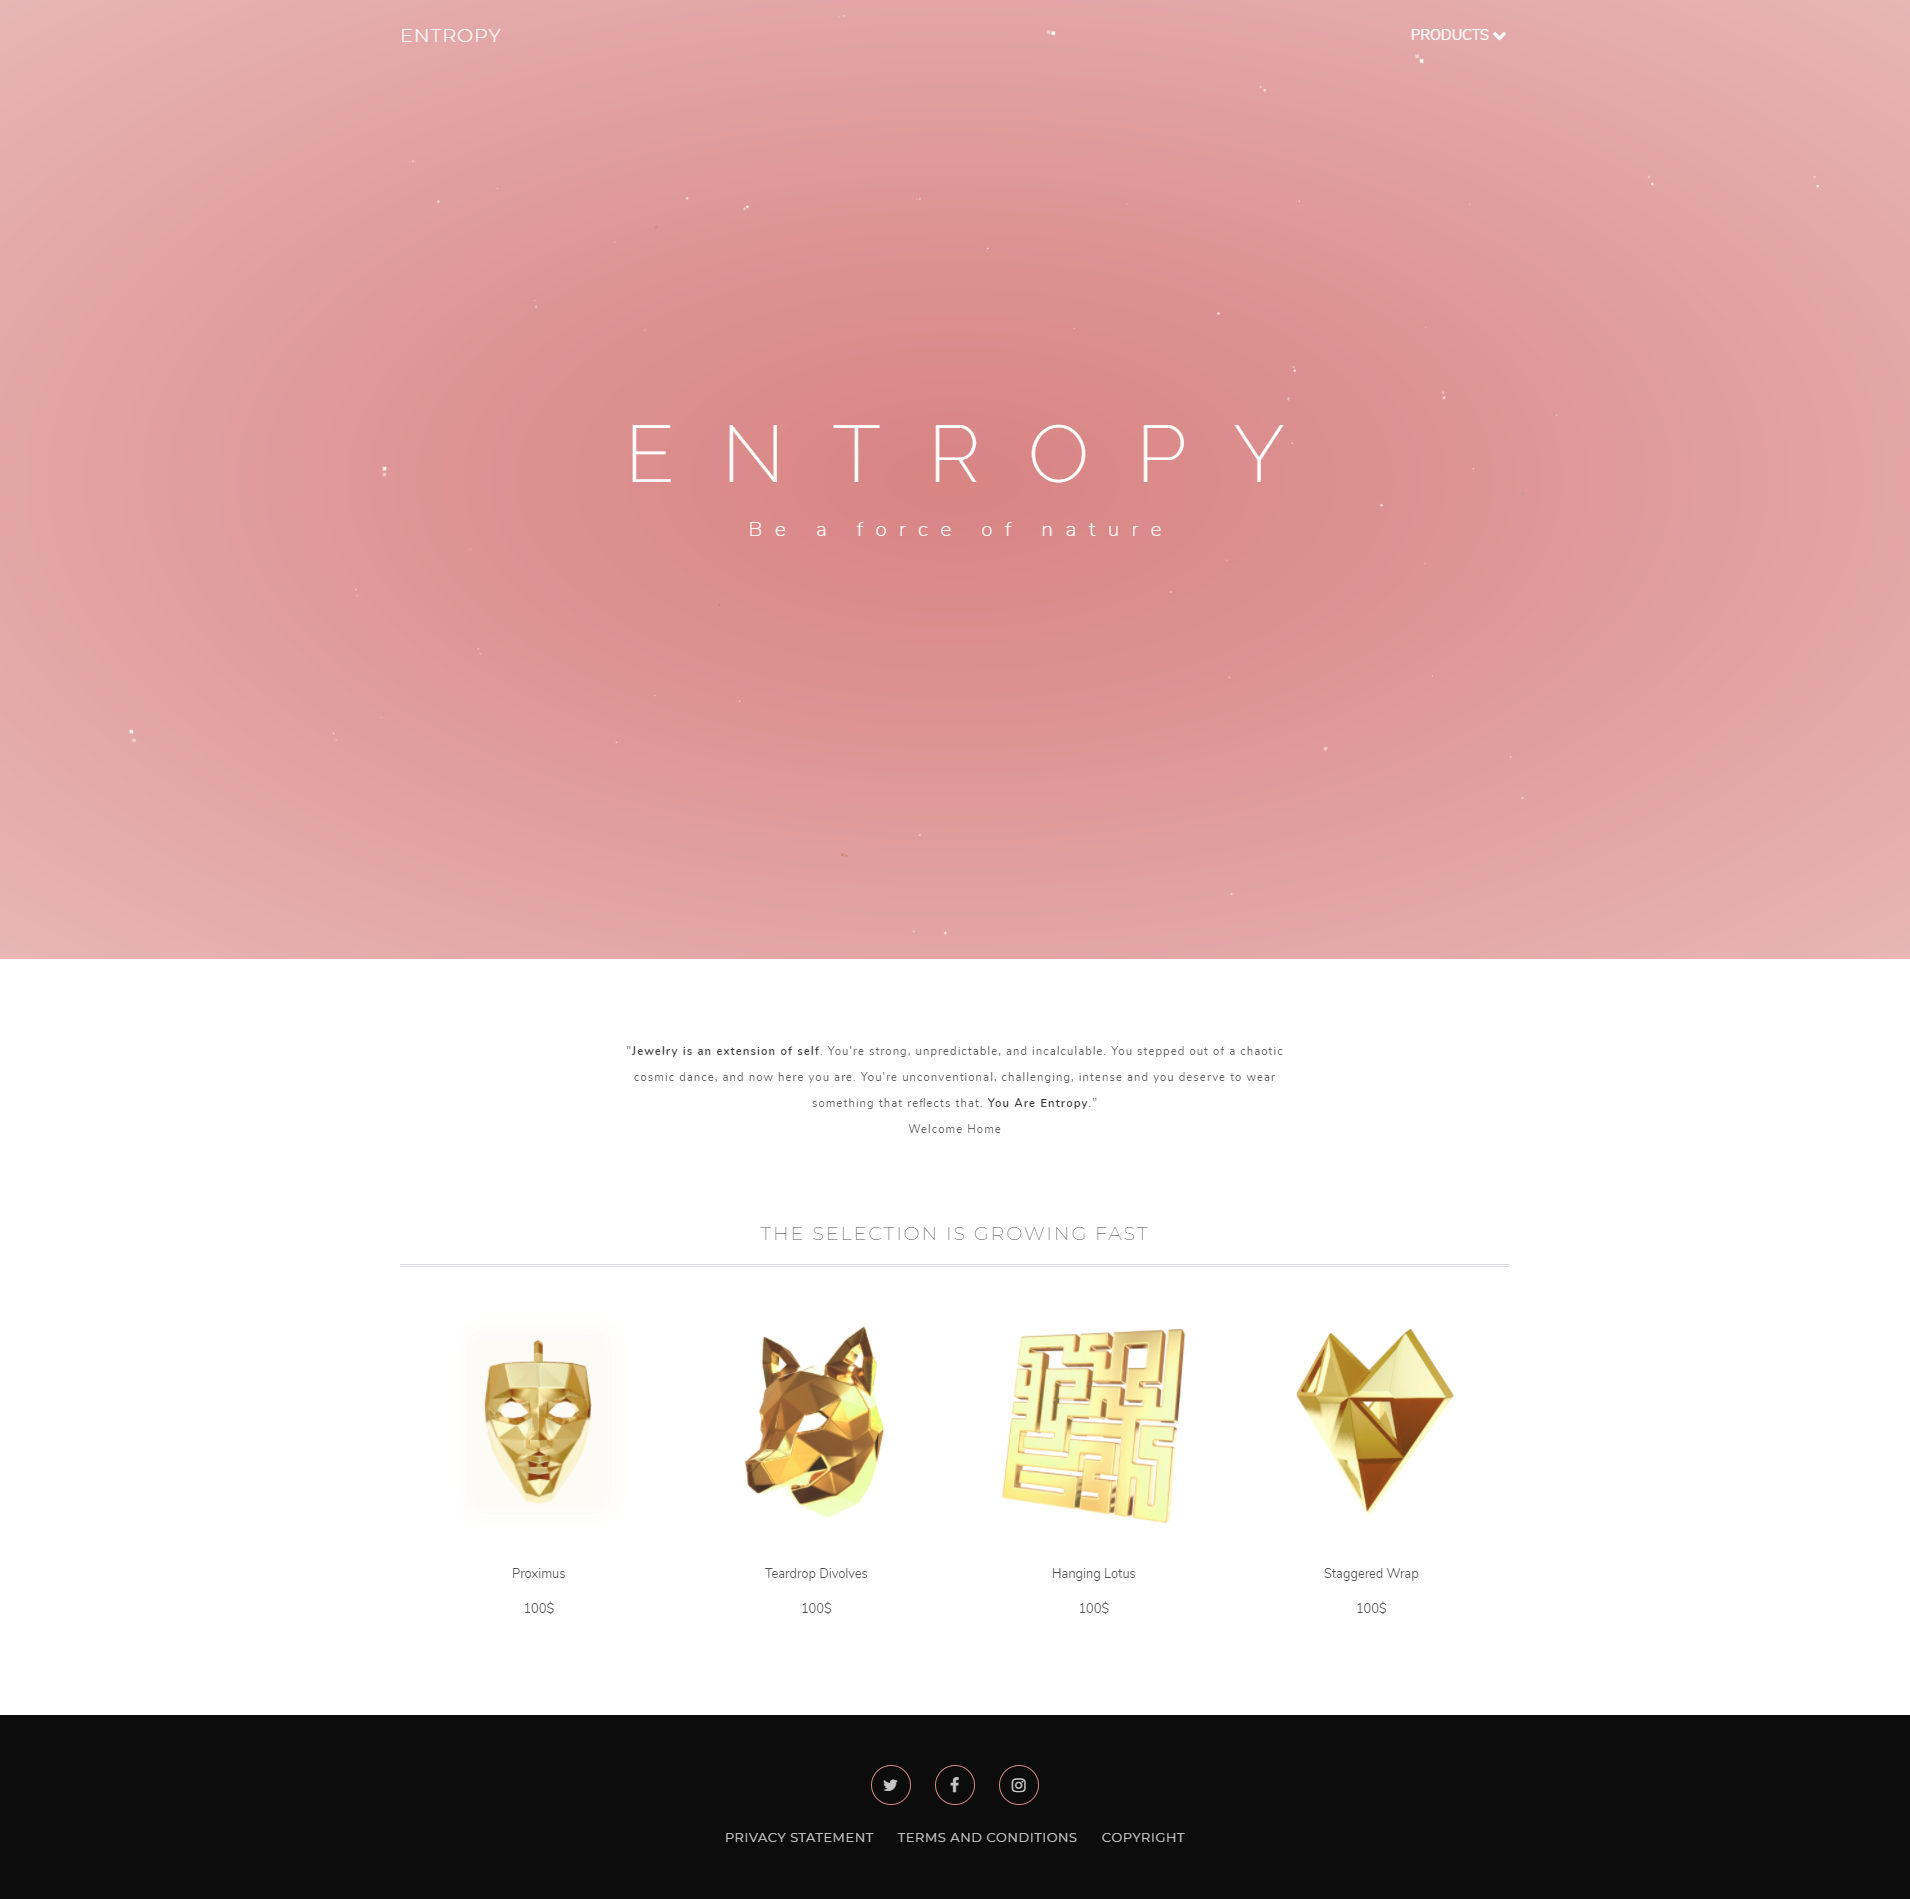 ENTROPY
PRODUCTS
ENTROPY
Be a force of nature
"Jewelry is an extension of self. You're strong, unpredictable, and incalculable. You stepped out of a chaotic
cosmic dance, and now here you are. You're unconventional, challenging, intense and you deserve to wear
something that reflects that. You Are Entropy."
Welcome Home
THE SELECTION IS GROWING FAST
Proximus
Teardrop Divolves
Hanging Lotus
Staggered Wrap
100$
100$
100$
100$
PRIVACY STATEMENT
TERMS AND CONDITIONS
COPYRIGHT